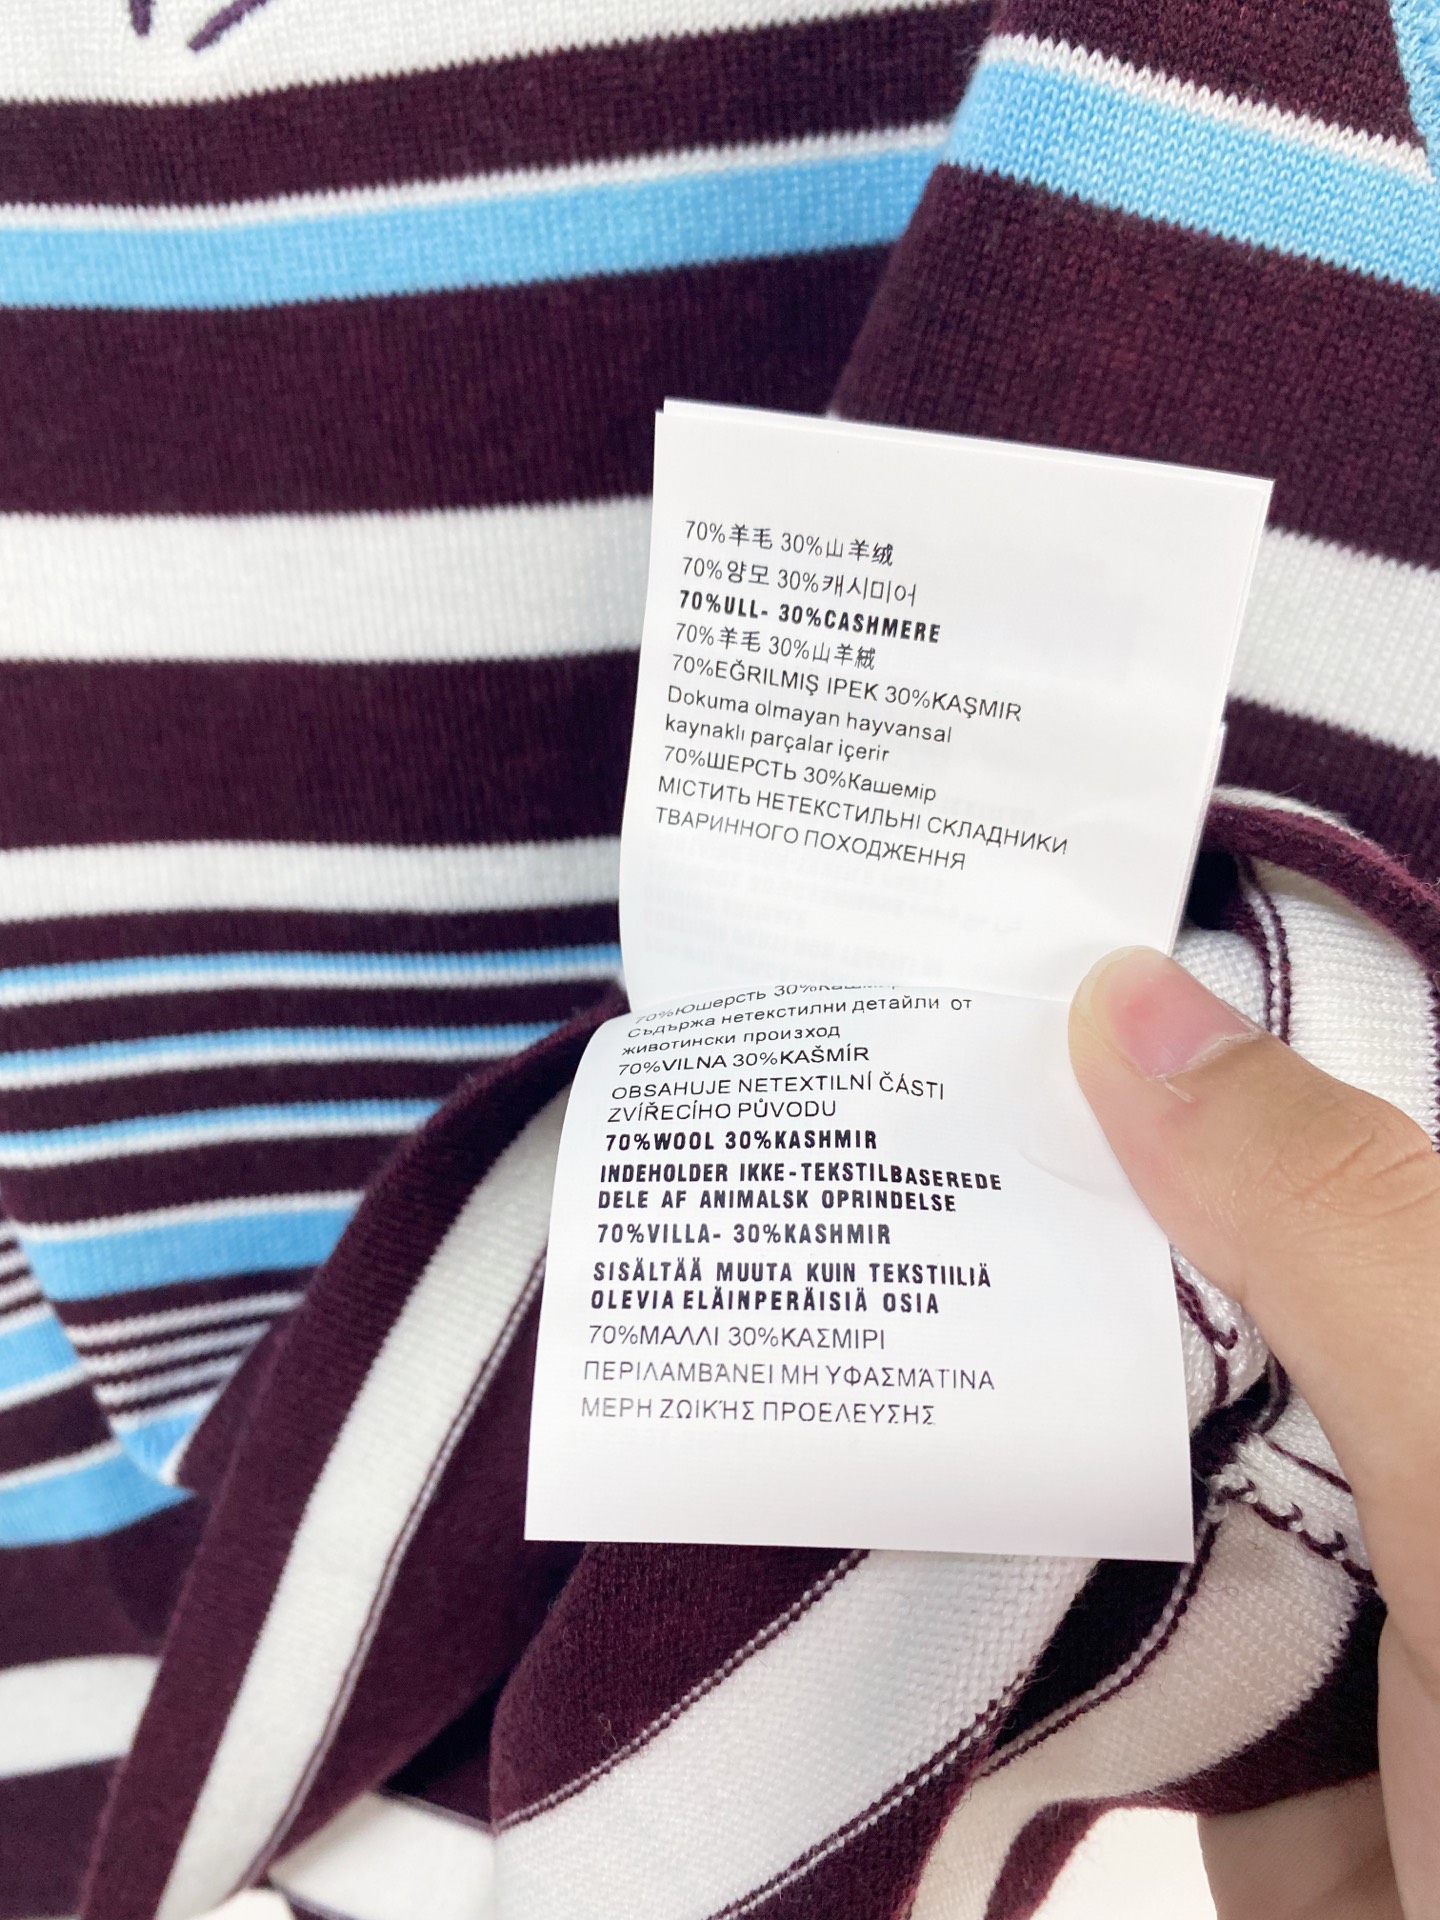 70%羊毛 30%山羊绒
70%양모 30%캐시미어
70%ULL- 30%CASHMERE
70%羊毛 30%山羊絨
70%EĞRILMIŞ IPEK 30%KAŞMIR
Dokuma olmayan hayvansal
kaynaklı parçalar içerir
70%ШЕРСТЬ 30%Кашемір
МІСТИТЬ НЕТЕКСТИЛЬНІ СКЛАДНИКИ
ТВАРИННОГО ПОХОДЖЕННЯ
70%Юшерсть 30%
Съдържа нетекстилни детайли от
животински произход
70%VILNA 30%KAŠMÍR
OBSAHUJE NETEXTILNÍ ČÁSTI
ZVÍŘECÍHO PŮVODU
70%WOOL 30%KASHMIR
INDEHOLDER IKKE-TEKSTILBASEREDE
DELE AF ANIMALSK OPRINDELSE
70%VILLA- 30%KASHMIR
SISÄLTÄÄ MUUTA KUIN TEKSTIILIÄ
OLEVIA ELÄINPERÄISIÄ OSIA
70%ΜΑΛΛΙ 30%ΚΑΣΜΙΡΙ
ΠΕΡΙΛΑΜΒΆΝΕΙ ΜΗ ΥΦΑΣΜΆΤΙΝΑ
ΜΕΡΗ ΖΩΙΚΉΣ ΠΡΟΕΛΕΥΣΗΣ